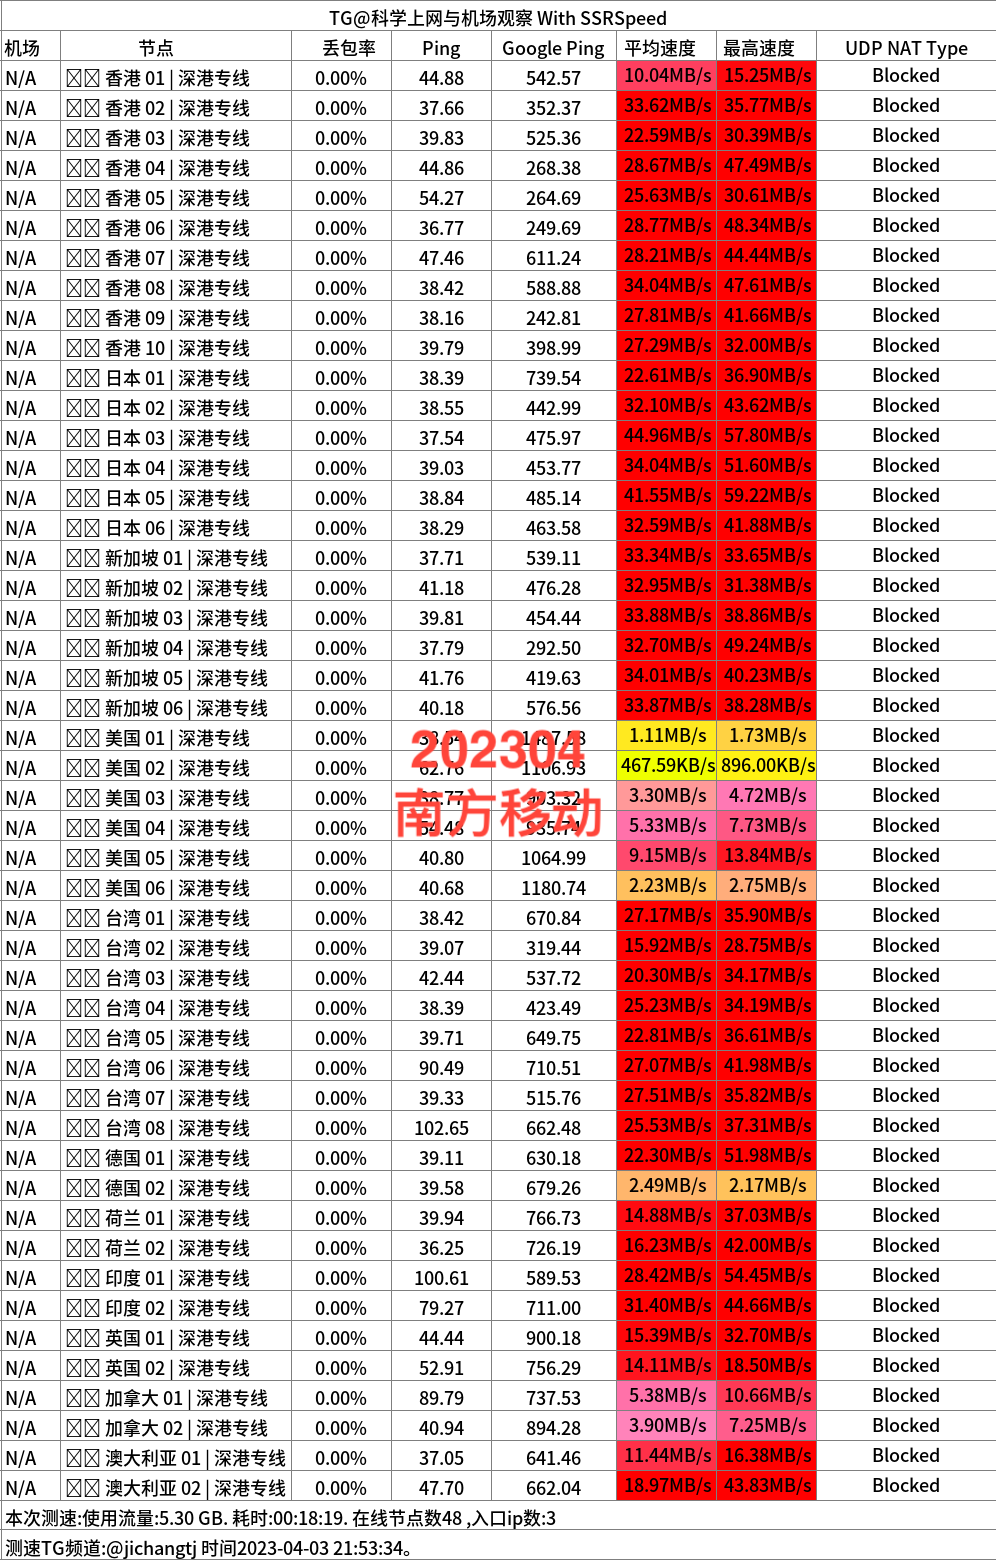 TG@科学上网与机场观察 With SSRSpeed
机场 节点 丢包率 Ping Google Ping 平均速度 最高速度 UDP NAT Type
N/A 香港 01 | 深港专线 0.00% 44.88 542.57 10.04MB/s 15.25MB/s Blocked
N/A 香港 02 | 深港专线 0.00% 37.66 352.37 33.62MB/s 35.77MB/s Blocked
N/A 香港 03 | 深港专线 0.00% 39.83 525.36 22.59MB/s 30.39MB/s Blocked
N/A 香港 04 | 深港专线 0.00% 44.86 268.38 28.67MB/s 47.49MB/s Blocked
N/A 香港 05 | 深港专线 0.00% 54.27 264.69 25.63MB/s 30.61MB/s Blocked
N/A 香港 06 | 深港专线 0.00% 36.77 249.69 28.77MB/s 48.34MB/s Blocked
N/A 香港 07 | 深港专线 0.00% 47.46 611.24 28.21MB/s 44.44MB/s Blocked
N/A 香港 08 | 深港专线 0.00% 38.42 588.88 34.04MB/s 47.61MB/s Blocked
N/A 香港 09 | 深港专线 0.00% 38.16 242.81 27.81MB/s 41.66MB/s Blocked
N/A 香港 10 | 深港专线 0.00% 39.79 398.99 27.29MB/s 32.00MB/s Blocked
N/A 日本 01 | 深港专线 0.00% 38.39 739.54 22.61MB/s 36.90MB/s Blocked
N/A 日本 02 | 深港专线 0.00% 38.55 442.99 32.10MB/s 43.62MB/s Blocked
N/A 日本 03 | 深港专线 0.00% 37.54 475.97 44.96MB/s 57.80MB/s Blocked
N/A 日本 04 | 深港专线 0.00% 39.03 453.77 34.04MB/s 51.60MB/s Blocked
N/A 日本 05 | 深港专线 0.00% 38.84 485.14 41.55MB/s 59.22MB/s Blocked
N/A 日本 06 | 深港专线 0.00% 38.29 463.58 32.59MB/s 41.88MB/s Blocked
N/A 新加坡 01 | 深港专线 0.00% 37.71 539.11 33.34MB/s 33.65MB/s Blocked
N/A 新加坡 02 | 深港专线 0.00% 41.18 476.28 32.95MB/s 31.38MB/s Blocked
N/A 新加坡 03 | 深港专线 0.00% 39.81 454.44 33.88MB/s 38.86MB/s Blocked
N/A 新加坡 04 | 深港专线 0.00% 37.79 292.50 32.70MB/s 49.24MB/s Blocked
N/A 新加坡 05 | 深港专线 0.00% 41.76 419.63 34.01MB/s 40.23MB/s Blocked
N/A 新加坡 06 | 深港专线 0.00% 40.18 576.56 33.87MB/s 38.28MB/s Blocked
N/A 美国 01 | 深港专线 0.00% 1.11MB/s 1.73MB/s Blocked
202304
N/A 美国 02 | 深港专线 0.00% 62.76 1106.93 467.59KB/s 896.00KB/s Blocked
N/A 美国 03 | 深港专线 0.00% 3.30MB/s 4.72MB/s Blocked
南方移动
N/A 美国 04 | 深港专线 0.00% 5.33MB/s 7.73MB/s Blocked
N/A 美国 05 | 深港专线 0.00% 40.80 1064.99 9.15MB/s 13.84MB/s Blocked
N/A 美国 06 | 深港专线 0.00% 40.68 1180.74 2.23MB/s 2.75MB/s Blocked
N/A 台湾 01 | 深港专线 0.00% 38.42 670.84 27.17MB/s 35.90MB/s Blocked
N/A 台湾 02 | 深港专线 0.00% 39.07 319.44 15.92MB/s 28.75MB/s Blocked
N/A 台湾 03 | 深港专线 0.00% 42.44 537.72 20.30MB/s 34.17MB/s Blocked
N/A 台湾 04 | 深港专线 0.00% 38.39 423.49 25.23MB/s 34.19MB/s Blocked
N/A 台湾 05 | 深港专线 0.00% 39.71 649.75 22.81MB/s 36.61MB/s Blocked
N/A 台湾 06 | 深港专线 0.00% 90.49 710.51 27.07MB/s 41.98MB/s Blocked
N/A 台湾 07 | 深港专线 0.00% 39.33 515.76 27.51MB/s 35.82MB/s Blocked
N/A 台湾 08 | 深港专线 0.00% 102.65 662.48 25.53MB/s 37.31MB/s Blocked
N/A 德国 01 | 深港专线 0.00% 39.11 630.18 22.30MB/s 51.98MB/s Blocked
N/A 德国 02 | 深港专线 0.00% 39.58 679.26 2.49MB/s 2.17MB/s Blocked
N/A 荷兰 01 | 深港专线 0.00% 39.94 766.73 14.88MB/s 37.03MB/s Blocked
N/A 荷兰 02 | 深港专线 0.00% 36.25 726.19 16.23MB/s 42.00MB/s Blocked
N/A 印度 01 | 深港专线 0.00% 100.61 589.53 28.42MB/s 54.45MB/s Blocked
N/A 印度 02 | 深港专线 0.00% 79.27 711.00 31.40MB/s 44.66MB/s Blocked
N/A 英国 01 | 深港专线 0.00% 44.44 900.18 15.39MB/s 32.70MB/s Blocked
N/A 英国 02 | 深港专线 0.00% 52.91 756.29 14.11MB/s 18.50MB/s Blocked
N/A 加拿大 01 | 深港专线 0.00% 89.79 737.53 5.38MB/s 10.66MB/s Blocked
N/A 加拿大 02 | 深港专线 0.00% 40.94 894.28 3.90MB/s 7.25MB/s Blocked
N/A 澳大利亚 01 | 深港专线 0.00% 37.05 641.46 11.44MB/s 16.38MB/s Blocked
N/A 澳大利亚 02 | 深港专线 0.00% 47.70 662.04 18.97MB/s 43.83MB/s Blocked
本次测速:使用流量:5.30 GB. 耗时:00:18:19. 在线节点数48 ,入口ip数:3
测速TG频道:@jichangtj 时间2023-04-03 21:53:34。